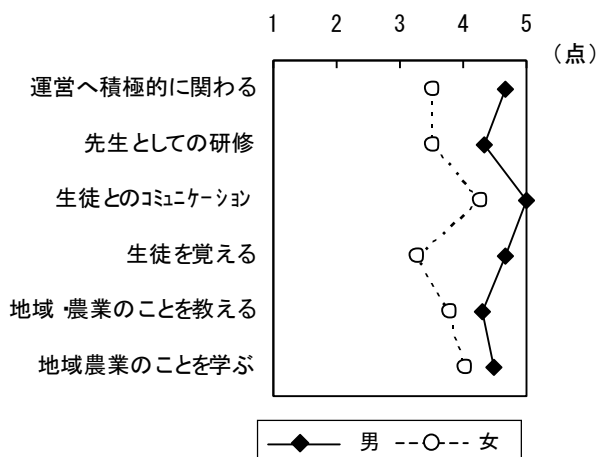 1 2 3 4 5
（点）
運営へ積極的に関わる
先生としての研修
生徒とのｺﾐｭﾆｹｰｼｮﾝ
生徒を覚える
地域・農業のことを教える
地域農業のことを学ぶ
男 女